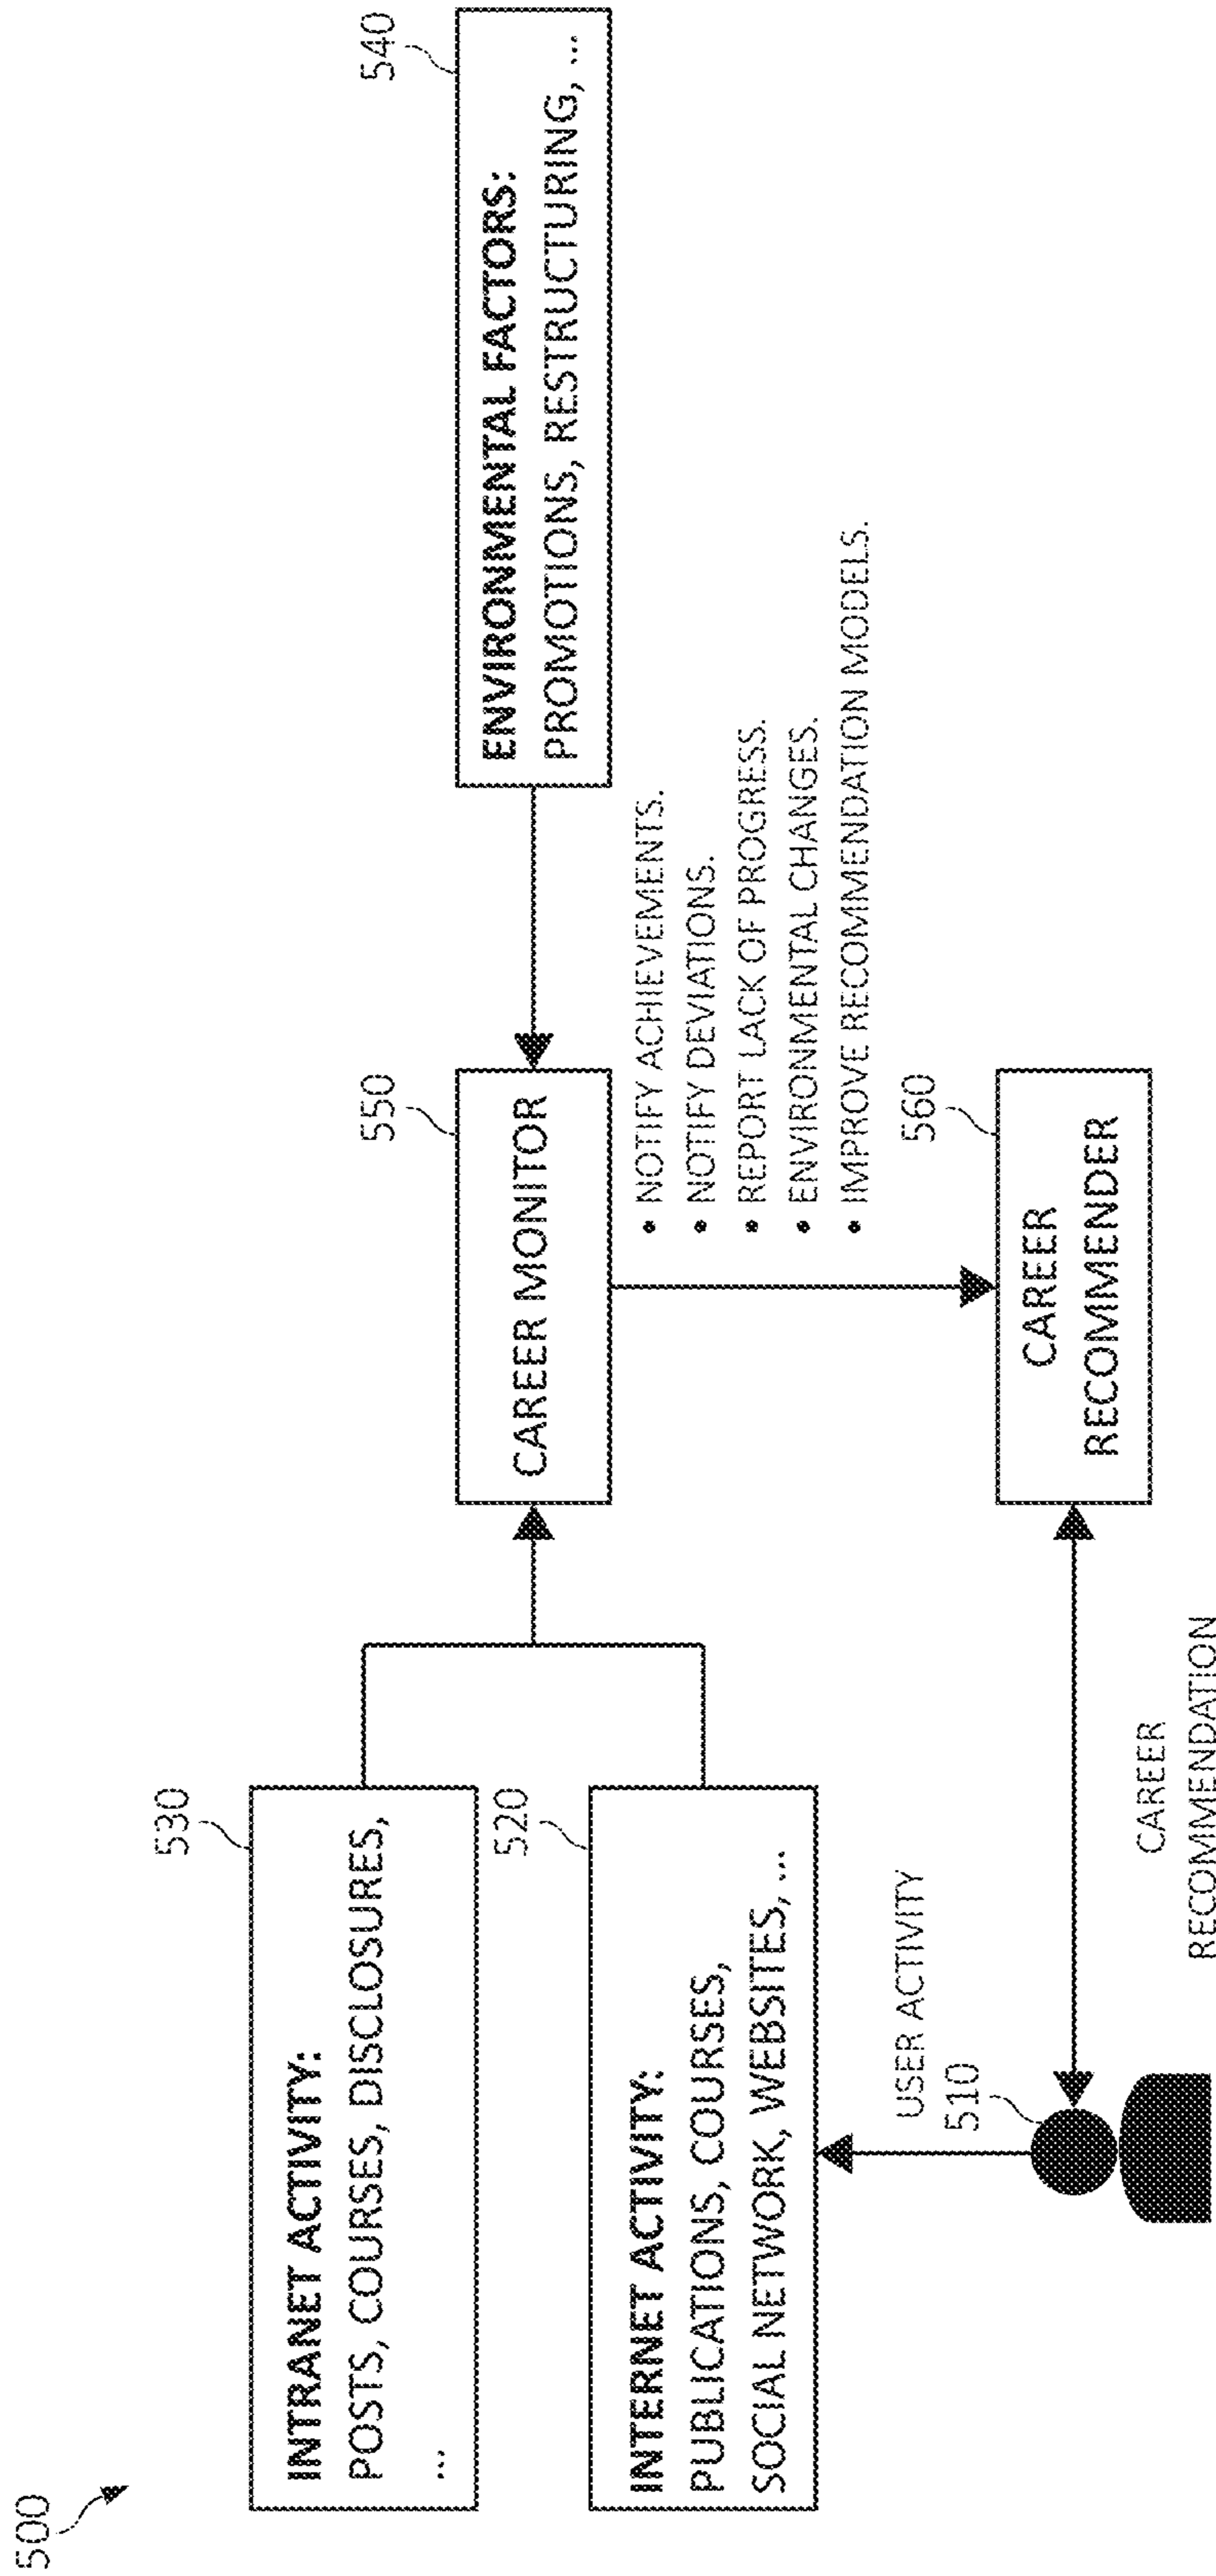 500
530
INTRANET ACTIVITY:
POSTS, COURSES, DISCLOSURES,
...
520
INTERNET ACTIVITY:
PUBLICATIONS, COURSES,
SOCIAL NETWORK, WEBSITES, ...
USER ACTIVITY
510
CAREER
RECOMMENDATION
550
CAREER MONITOR
540
ENVIRONMENTAL FACTORS:
PROMOTIONS, RESTRUCTURING, ...
• NOTIFY ACHIEVEMENTS.
• NOTIFY DEVIATIONS.
• REPORT LACK OF PROGRESS.
• ENVIRONMENTAL CHANGES.
• IMPROVE RECOMMENDATION MODELS.
560
CAREER
RECOMMENDER